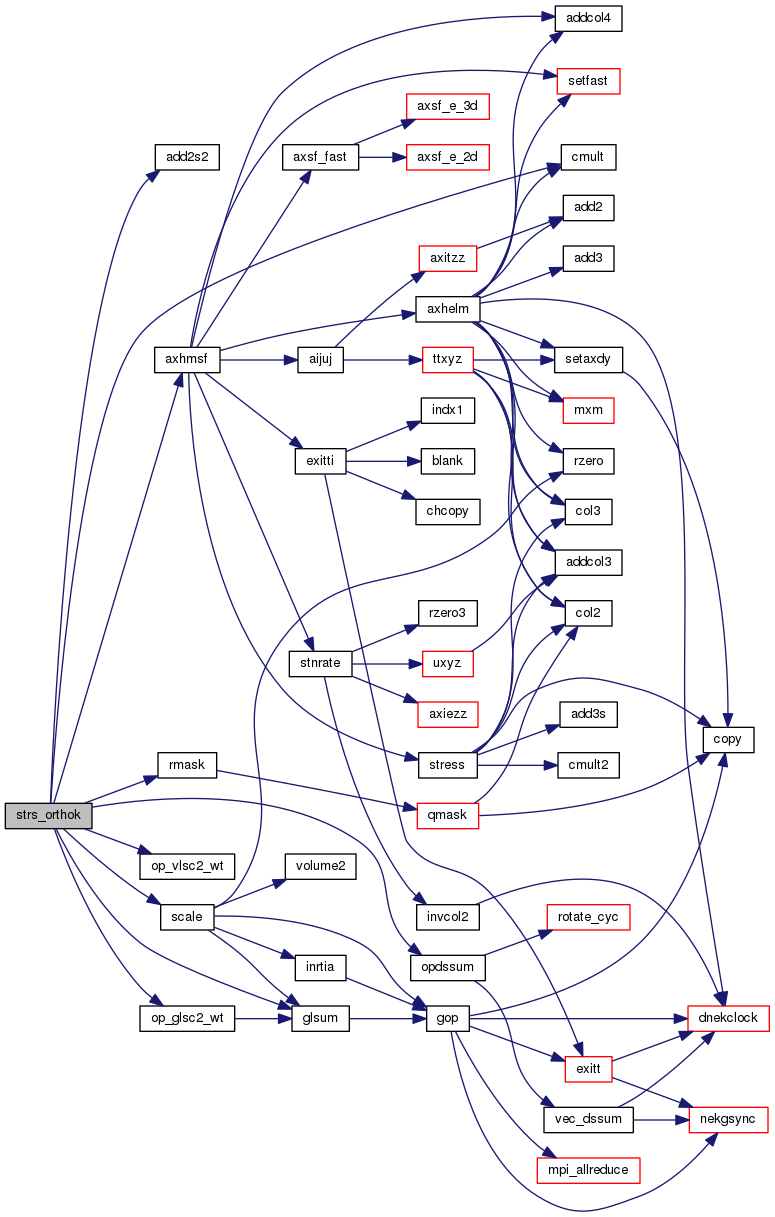 addcol4
setfast
axsf_e_3d
add2s2
axsf_fast
axsf_e_2d
cmult
add2
axitzz
add3
axhelm
axhmsf
aijuj
ttxyz
setaxdy
indx1
mxm
exitti
blank
rzero
chcopy
col3
addcol3
rzero3
col2
stnrate
uxyz
axiezz
add3s
copy
rmask
stress
cmult2
strs_orthok
qmask
op_vlsc2_wt
volume2
scale
invcol2
rotate_cyc
inrtia
opdssum
op_glsc2_wt
glsum
gop
dnekclock
exitt
vec_dssum
nekgsync
mpi_allreduce